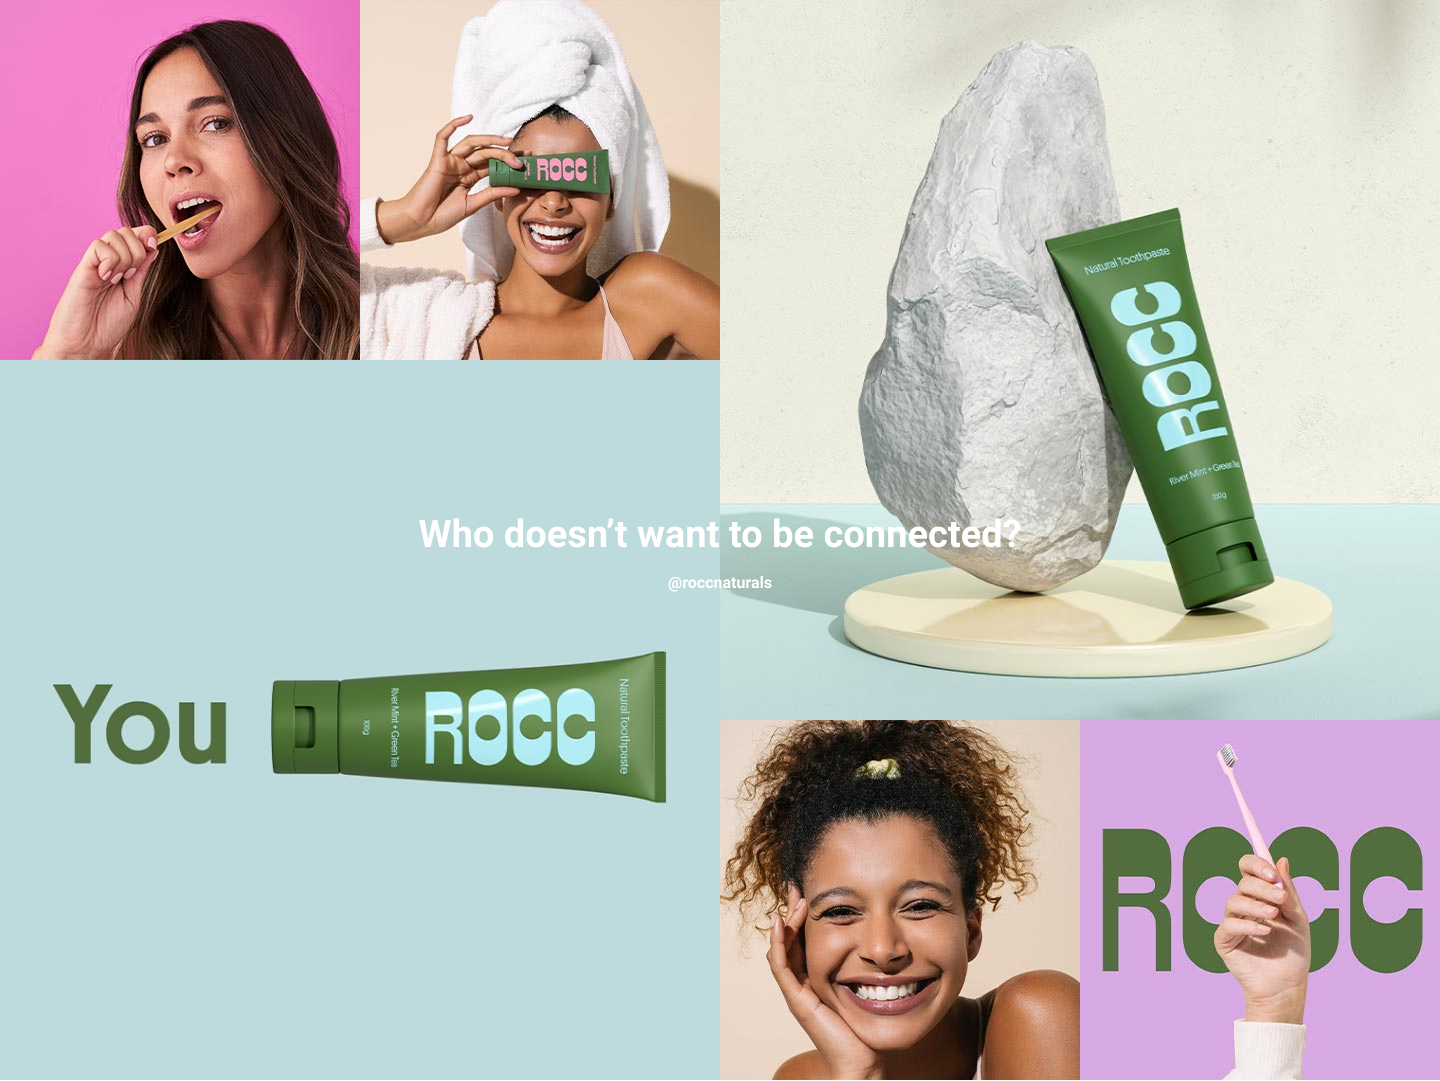 ROCC
Natural Toothpaste
ROCC
River Mint + Green Tea
100g
Who doesn’t want to be connected?
@roccnaturals
You
ROCC
River Mint + Green Tea
100g
Natural Toothpaste
ROCC